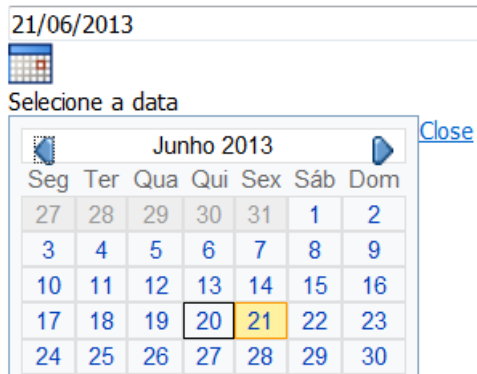 21/06/2013
Selecione a data
Close
Junho 2013
Seg Ter Qua Qui Sex Sáb Dom
27 28 29 30 31 1 2
3 4 5 6 7 8 9
10 11 12 13 14 15 16
17 18 19 20 21 22 23
24 25 26 27 28 29 30